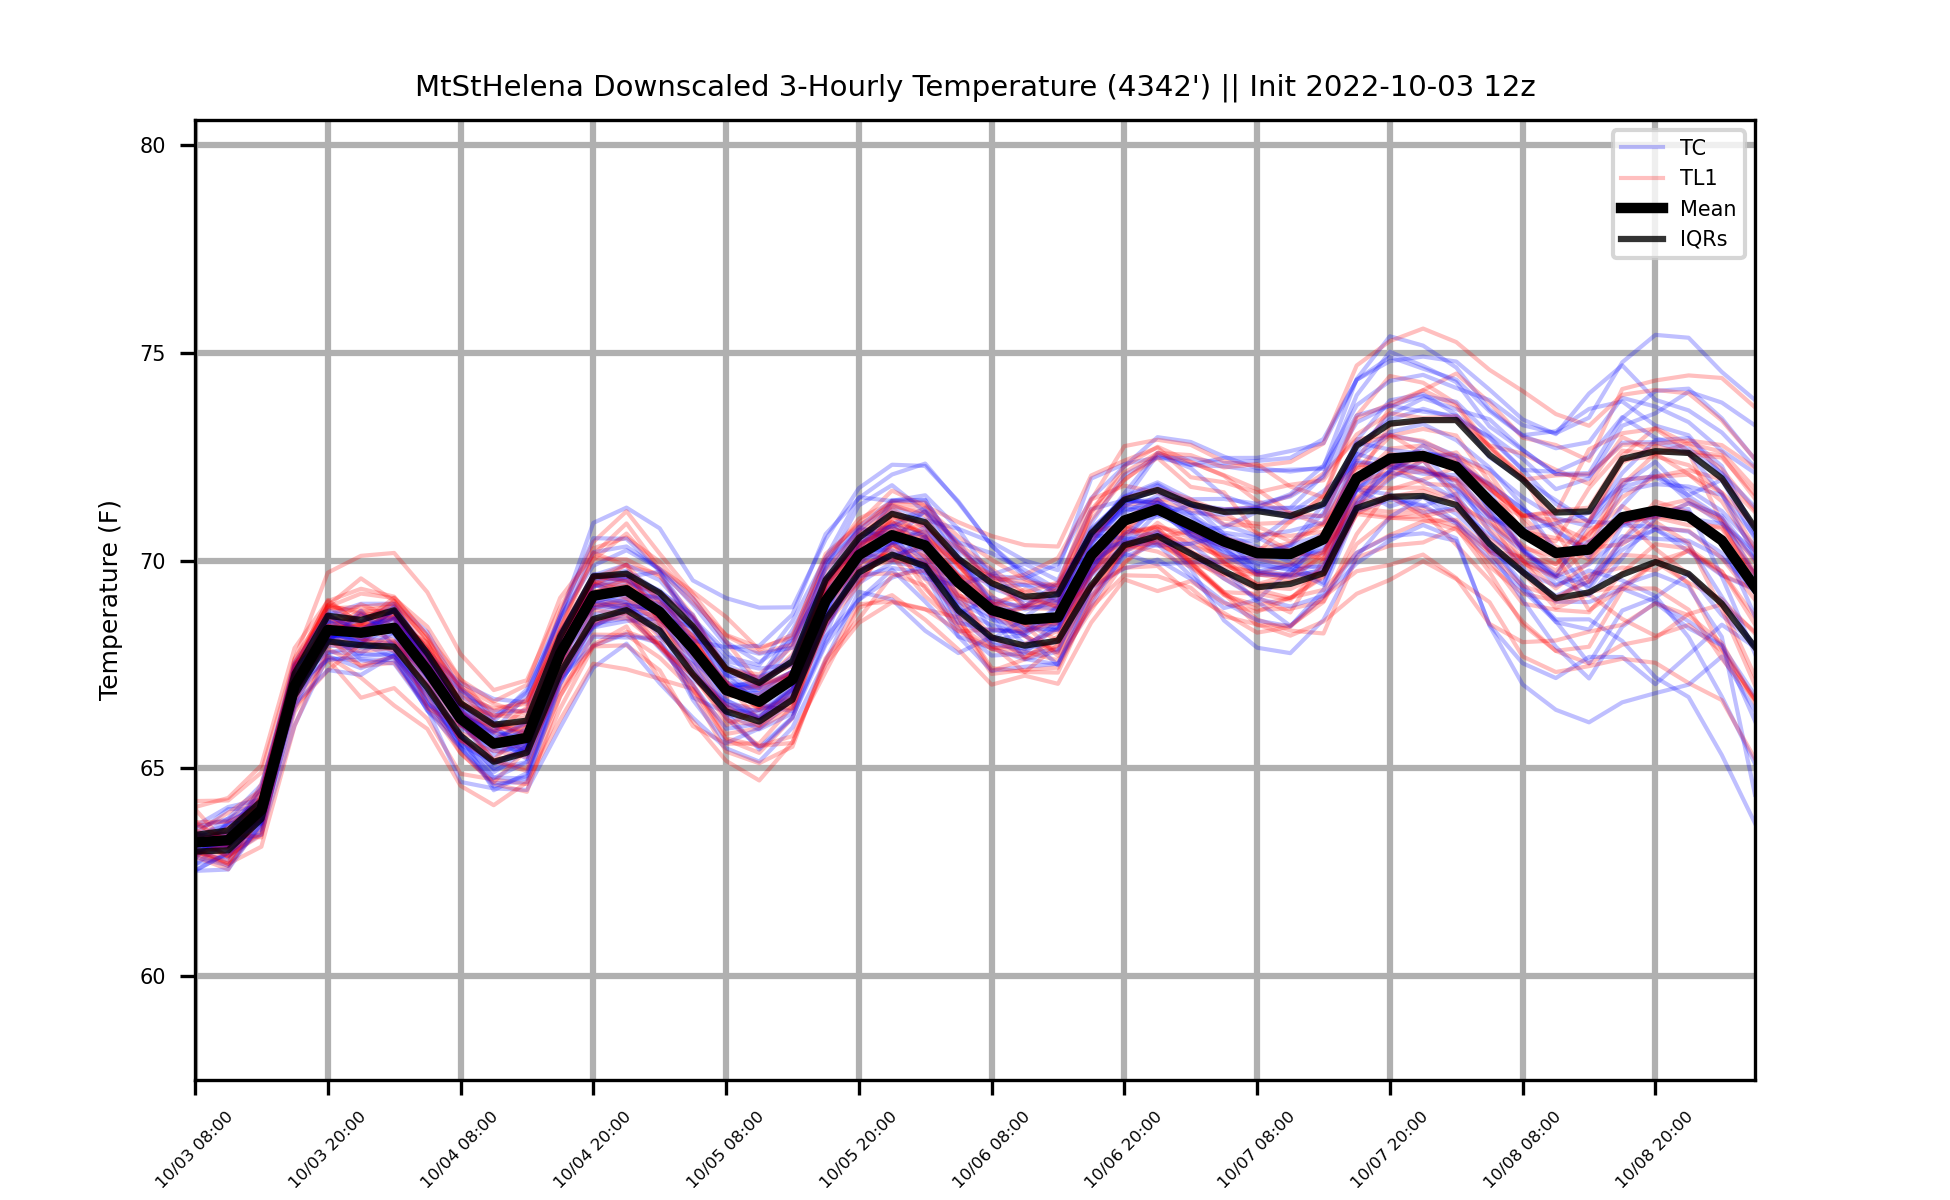 MtStHelena Downscaled 3-Hourly Temperature (4342') || Init 2022-10-03 12z
TC
TL1
Mean
IQRs
Temperature (F)
80
75
70
65
60
10/03 08:00
10/03 20:00
10/04 08:00
10/04 20:00
10/05 08:00
10/05 20:00
10/06 08:00
10/06 20:00
10/07 08:00
10/07 20:00
10/08 08:00
10/08 20:00